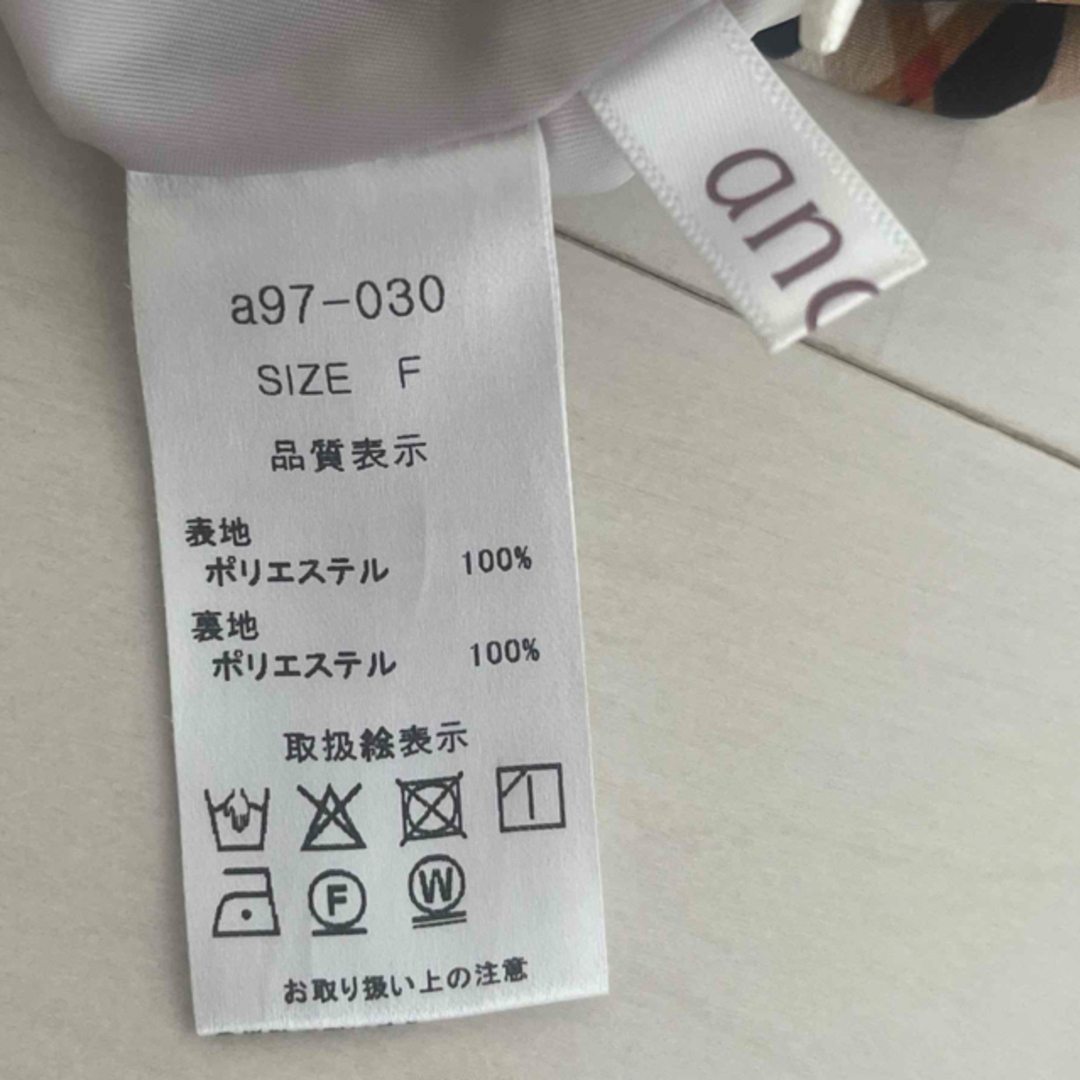 a97-030
SIZE F
品質表示
表地
ポリエステル 100%
裏地
ポリエステル 100%
取扱絵表示
F W
お取り扱い上の注意